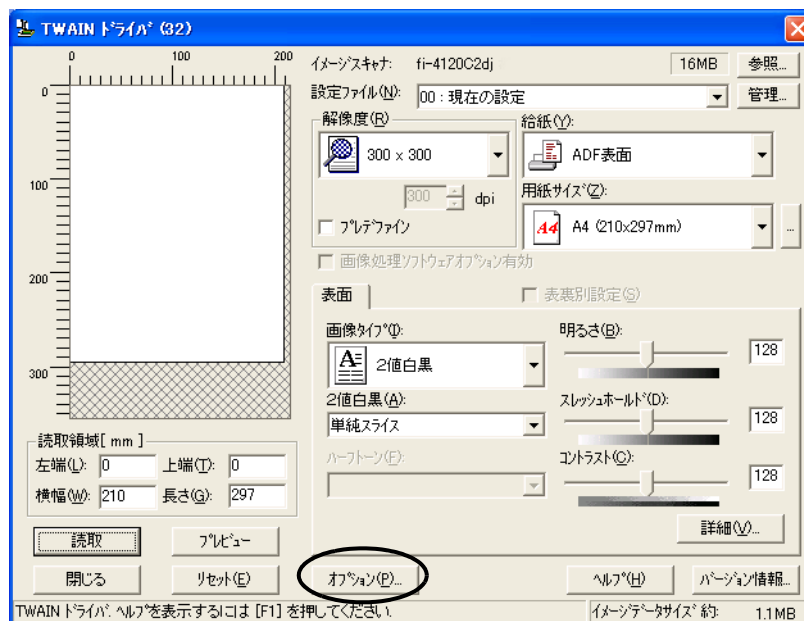 TWAIN ﾄﾞﾗｲﾊﾞ (32)
0 100 200
0
100
200
300
ｲﾒｰｼﾞｽｷｬﾅ: fi-4120C2dj 16MB 参照...
設定ﾌｧｲﾙ(N): 00 : 現在の設定 管理...
解像度(R)
300 × 300
300 dpi
ﾌﾟﾚﾃﾞﾌｧｲﾝ
給紙(Y):
ADF表面
用紙ｻｲｽﾞ(Z):
A4 A4 (210x297mm) ...
画像処理ｿﾌﾄｳｪｱｵﾌﾟｼｮﾝ有効
表面
表裏別設定(S)
画像ﾀｲﾌﾟ(I):
A 2値白黒
2値白黒(A):
単純ｽﾗｲｽ
ﾊｰﾌﾄｰﾝ(F):
明るさ(B):
128
ｽﾚｯｼｭﾎｰﾙﾄﾞ(D):
128
ｺﾝﾄﾗｽﾄ(C):
128
詳細(V)...
読取領域[ mm ]
左端(L): 0 上端(T): 0
横幅(W): 210 長さ(G): 297
読取 ﾌﾟﾚﾋﾞｭｰ
閉じる ﾘｾｯﾄ(E) ｵﾌﾟｼｮﾝ(P)... ﾍﾙﾌﾟ(H) ﾊﾞｰｼﾞｮﾝ情報...
TWAIN ﾄﾞﾗｲﾊﾞ. ﾍﾙﾌﾟを表示するには [F1] を押してください. ｲﾒｰｼﾞﾃﾞｰﾀｻｲｽﾞ約: 1.1MB